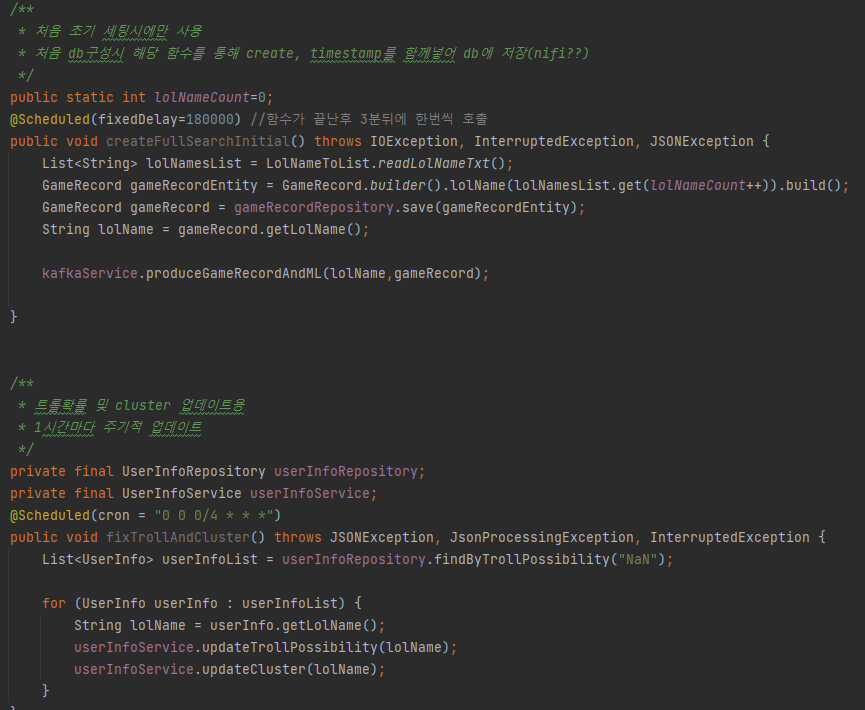 /**
 * 처음 초기 세팅시에만 사용
 * 처음 db구성시 해당 함수를 통해 create, timestamp를 함께넣어 db에 저장(nifi??)
 */
public static int lolNameCount=0;
@Scheduled(fixedDelay=180000) //함수가 끝난후 3분뒤에 한번씩 호출
public void createFullSearchInitial() throws IOException, InterruptedException, JSONException {
    List<String> lolNamesList = LolNameToList.readLolNameTxt();
    GameRecord gameRecordEntity = GameRecord.builder().lolName(lolNamesList.get(lolNameCount++)).build();
    GameRecord gameRecord = gameRecordRepository.save(gameRecordEntity);
    String lolName = gameRecord.getLolName();
    kafkaService.produceGameRecordAndML(lolName,gameRecord);
}
/**
 * 트롤확률 및 cluster 업데이트용
 * 1시간마다 주기적 업데이트
 */
private final UserInfoRepository userInfoRepository;
private final UserInfoService userInfoService;
@Scheduled(cron = "0 0 0/4 * * *")
public void fixTrollAndCluster() throws JSONException, JsonProcessingException, InterruptedException {
    List<UserInfo> userInfoList = userInfoRepository.findByTrollPossibility("NaN");
    for (UserInfo userInfo : userInfoList) {
        String lolName = userInfo.getLolName();
        userInfoService.updateTrollPossibility(lolName);
        userInfoService.updateCluster(lolName);
    }